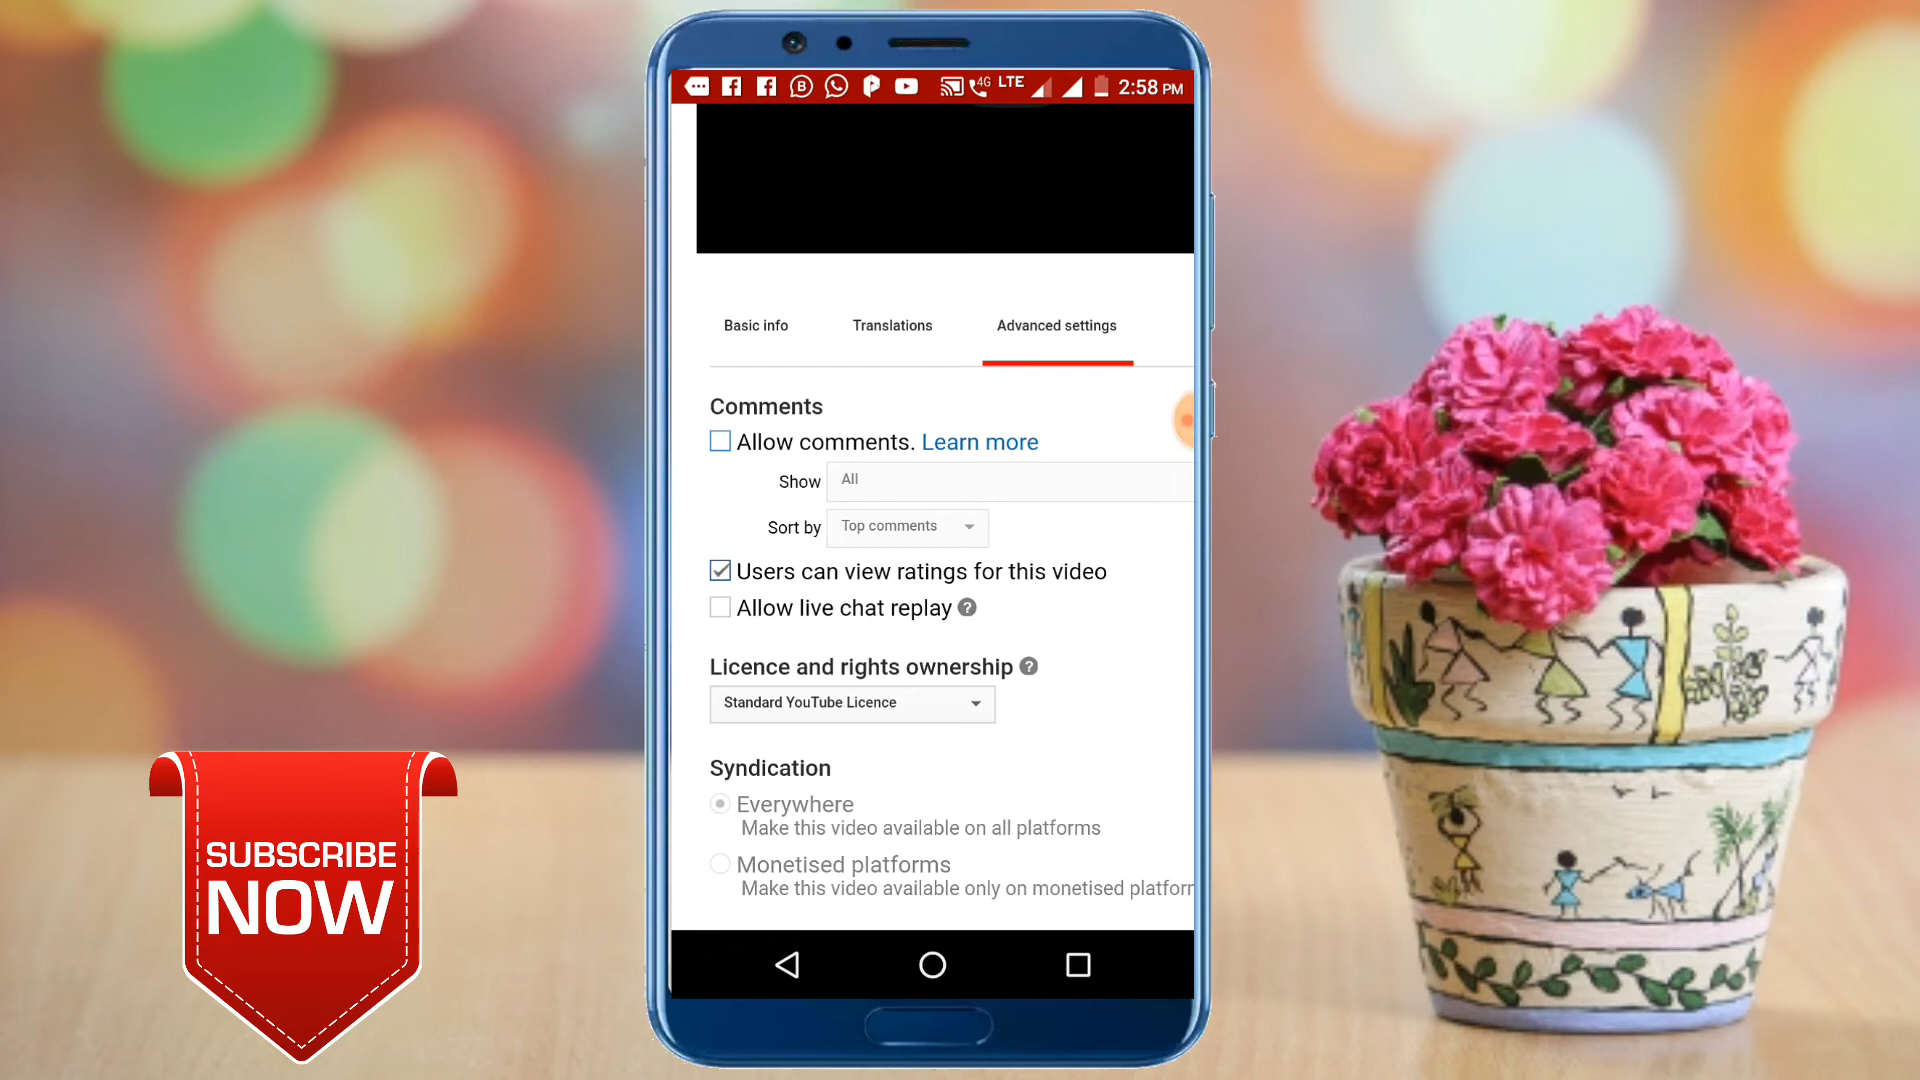 4G LTE 2:58 PM
Basic info Translations Advanced settings
Comments
Allow comments. Learn more
Show All
Sort by Top comments
Users can view ratings for this video
Allow live chat replay ?
Licence and rights ownership ?
Standard YouTube Licence
Syndication
Everywhere
Make this video available on all platforms
Monetised platforms
Make this video available only on monetised platfor
SUBSCRIBE
NOW